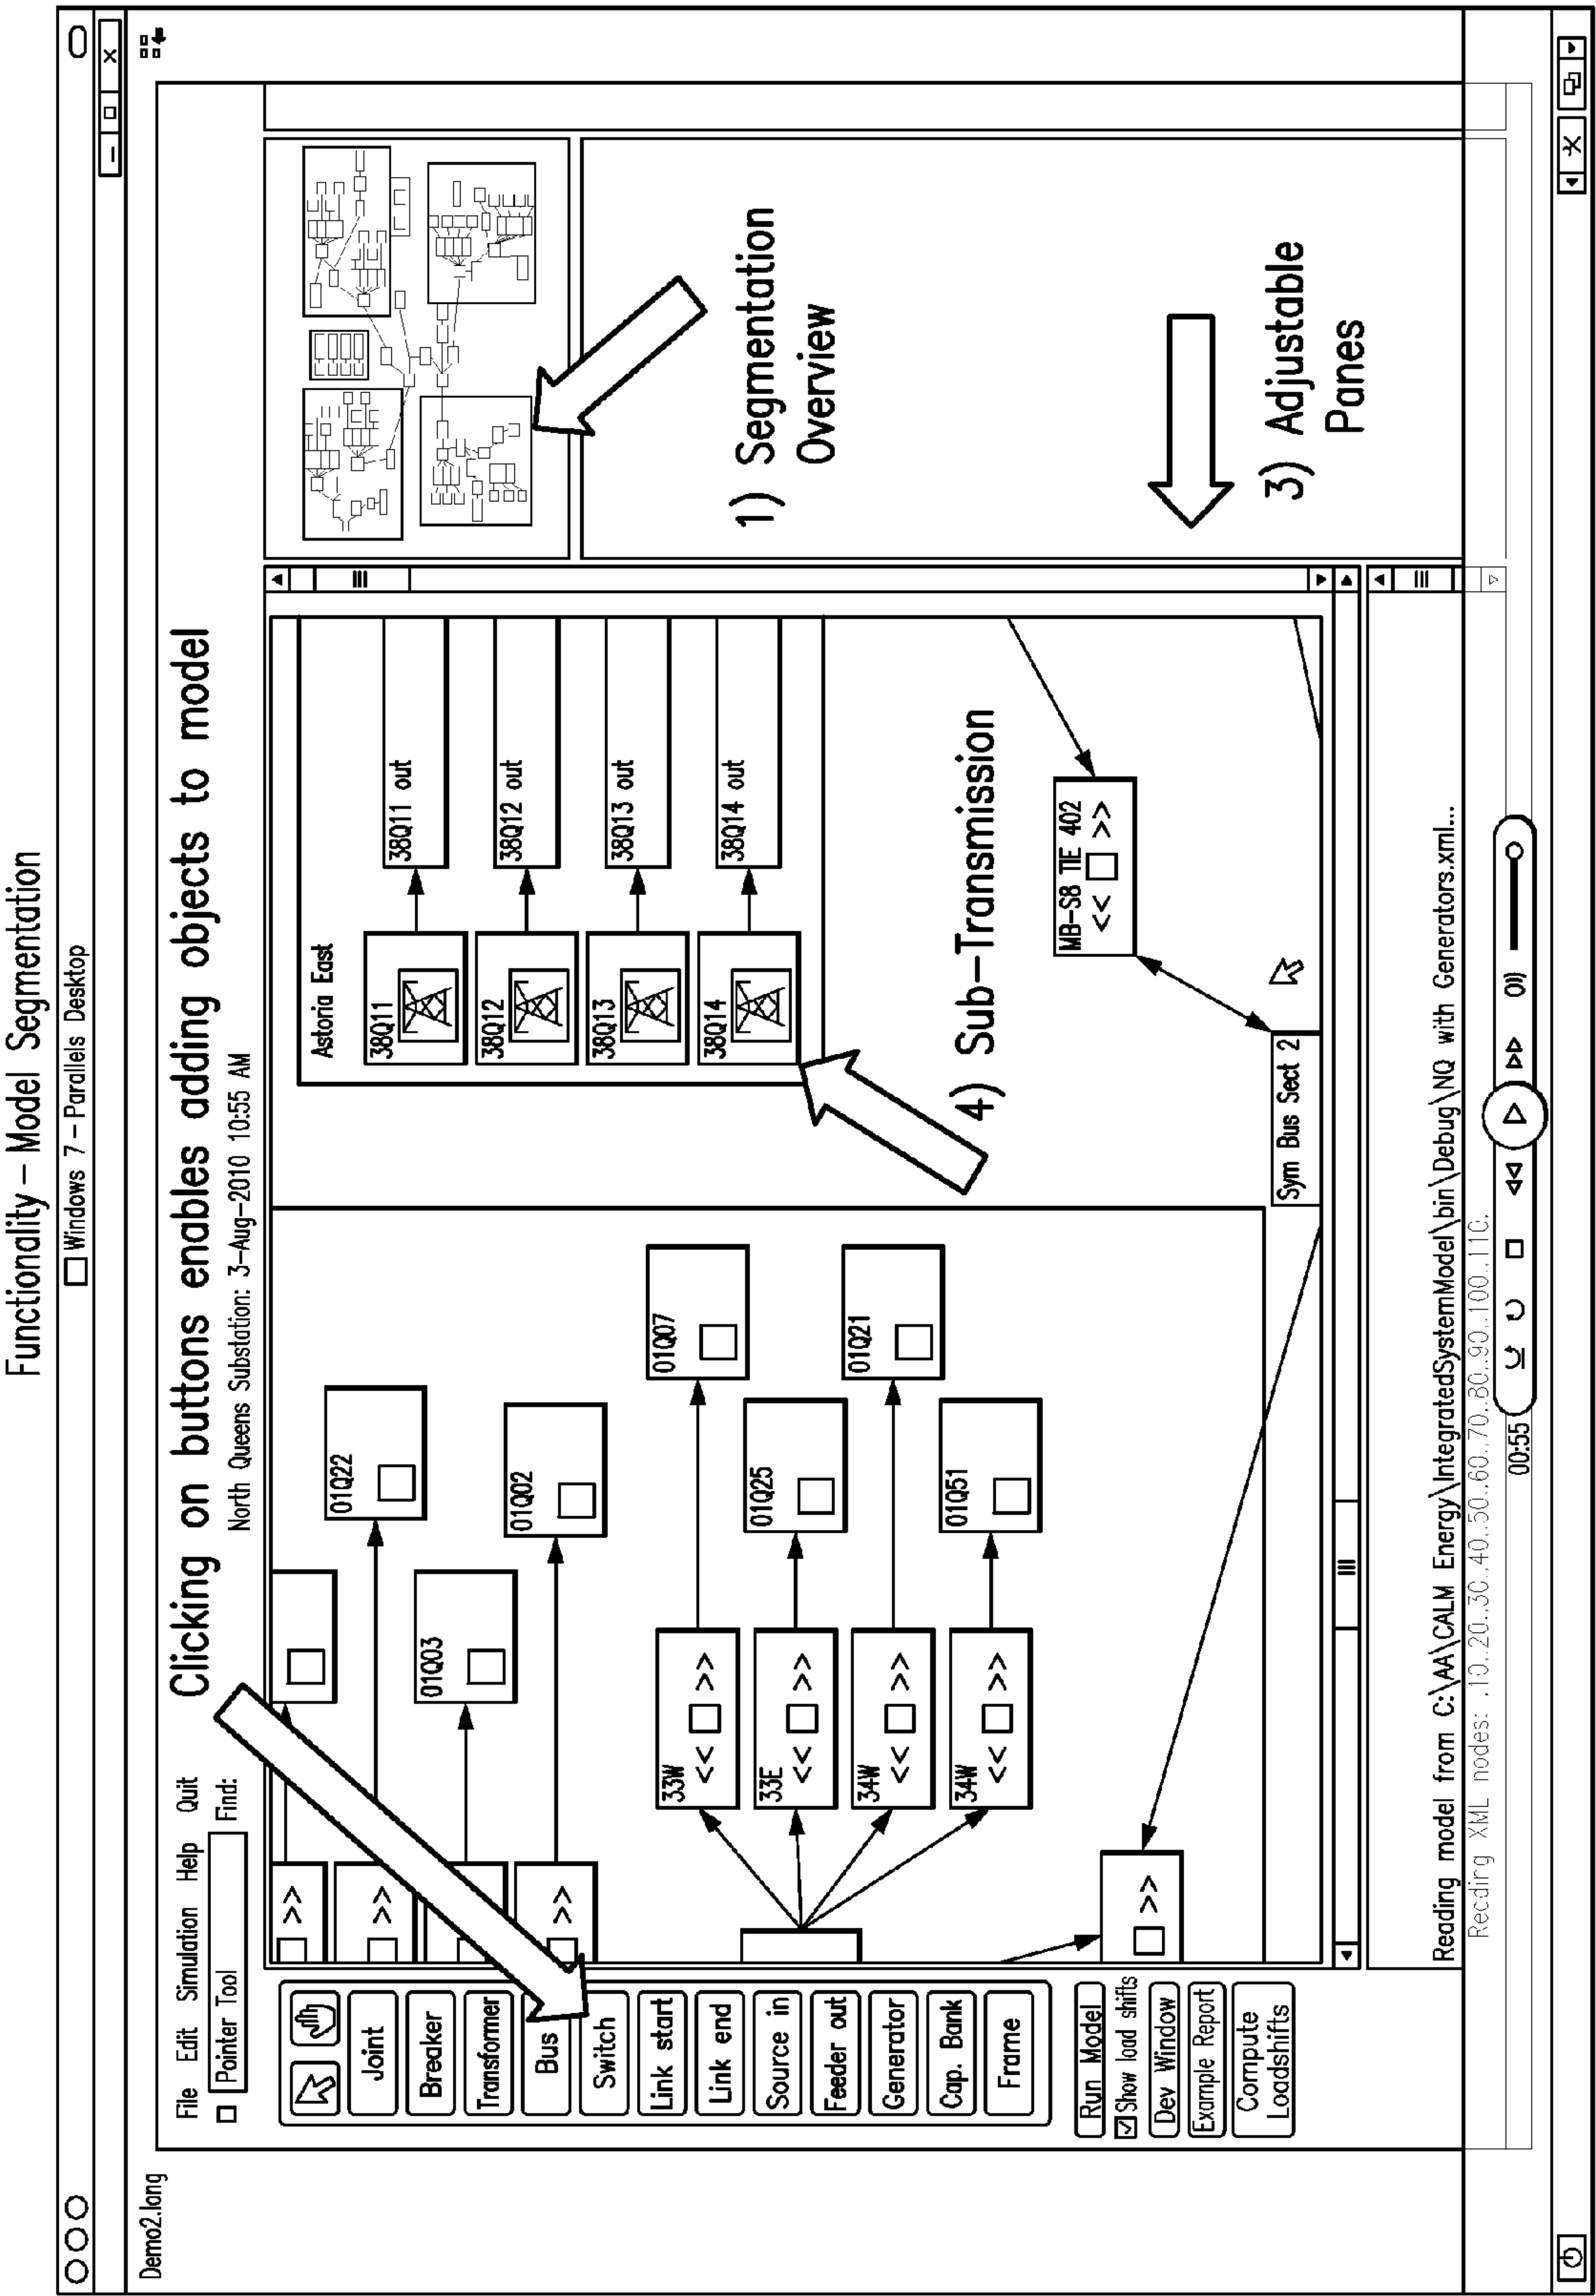 Functionality – Model Segmentation
Windows 7 – Parallels Desktop
Demo2.lang
Clicking on buttons enables adding objects to model
File Edit Simulation Help Quit
North Queens Substation: 3–Aug–2010 10:55 AM
Pointer Tool
Find:
Joint
Breaker
Transformer
Bus
Switch
Link start
Link end
Source in
Feeder out
Generator
Cap. Bank
Frame
Run Model
Show load shifts
Dev Window
Example Report
Compute
Loadshifts
>>
>>
>>
01Q22
01Q03
01Q02
33W
<< >>
33E
<< >>
34W
<< >>
34W
<< >>
01Q07
01Q25
01Q21
01Q51
>>
Astoria East
38Q11
38Q11 out
38Q12
38Q12 out
38Q13
38Q13 out
38Q14
38Q14 out
4) Sub–Transmission
MB–S8 TIE 402
<< >>
Sym Bus Sect 2
1) Segmentation
Overview
3) Adjustable
Panes
Reading model from C:\AA\CALM Energy\IntegratedSystemModel\bin\Debug\NQ with Generators.xml...
Recding XML nodes: .10..20..30..40..50..60..70..80..90..100..110.
00:55